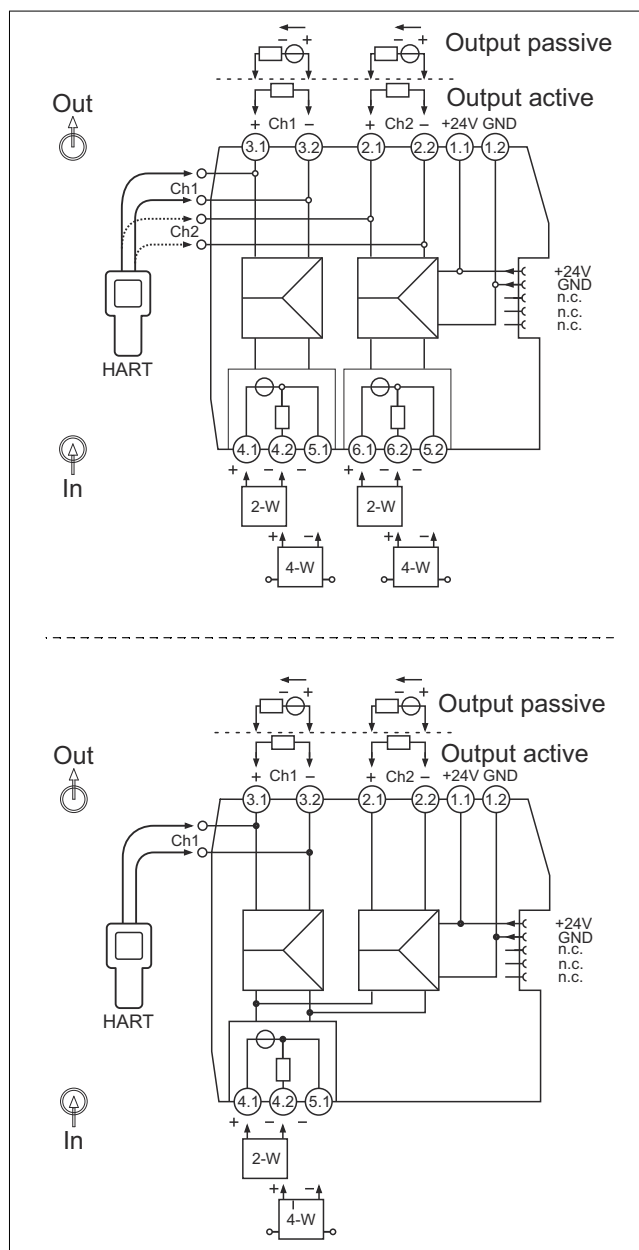 − +
− +
Output passive
Out
Output active
+ Ch1 −
+ Ch2 −
+24V GND
3.1 3.2 2.1 2.2 1.1 1.2
Ch1
Ch2
+24V
GND
n.c.
n.c.
n.c.
HART
4.1 4.2 5.1 6.1 6.2 5.2
+ − −
+ − −
In
2-W
2-W
+ −
+ −
4-W
4-W
− +
− +
Output passive
Out
Output active
+ Ch1 −
+ Ch2 −
+24V GND
3.1 3.2 2.1 2.2 1.1 1.2
Ch1
+24V
GND
n.c.
n.c.
n.c.
HART
4.1 4.2 5.1
+ − −
In
2-W
+ −
4-W